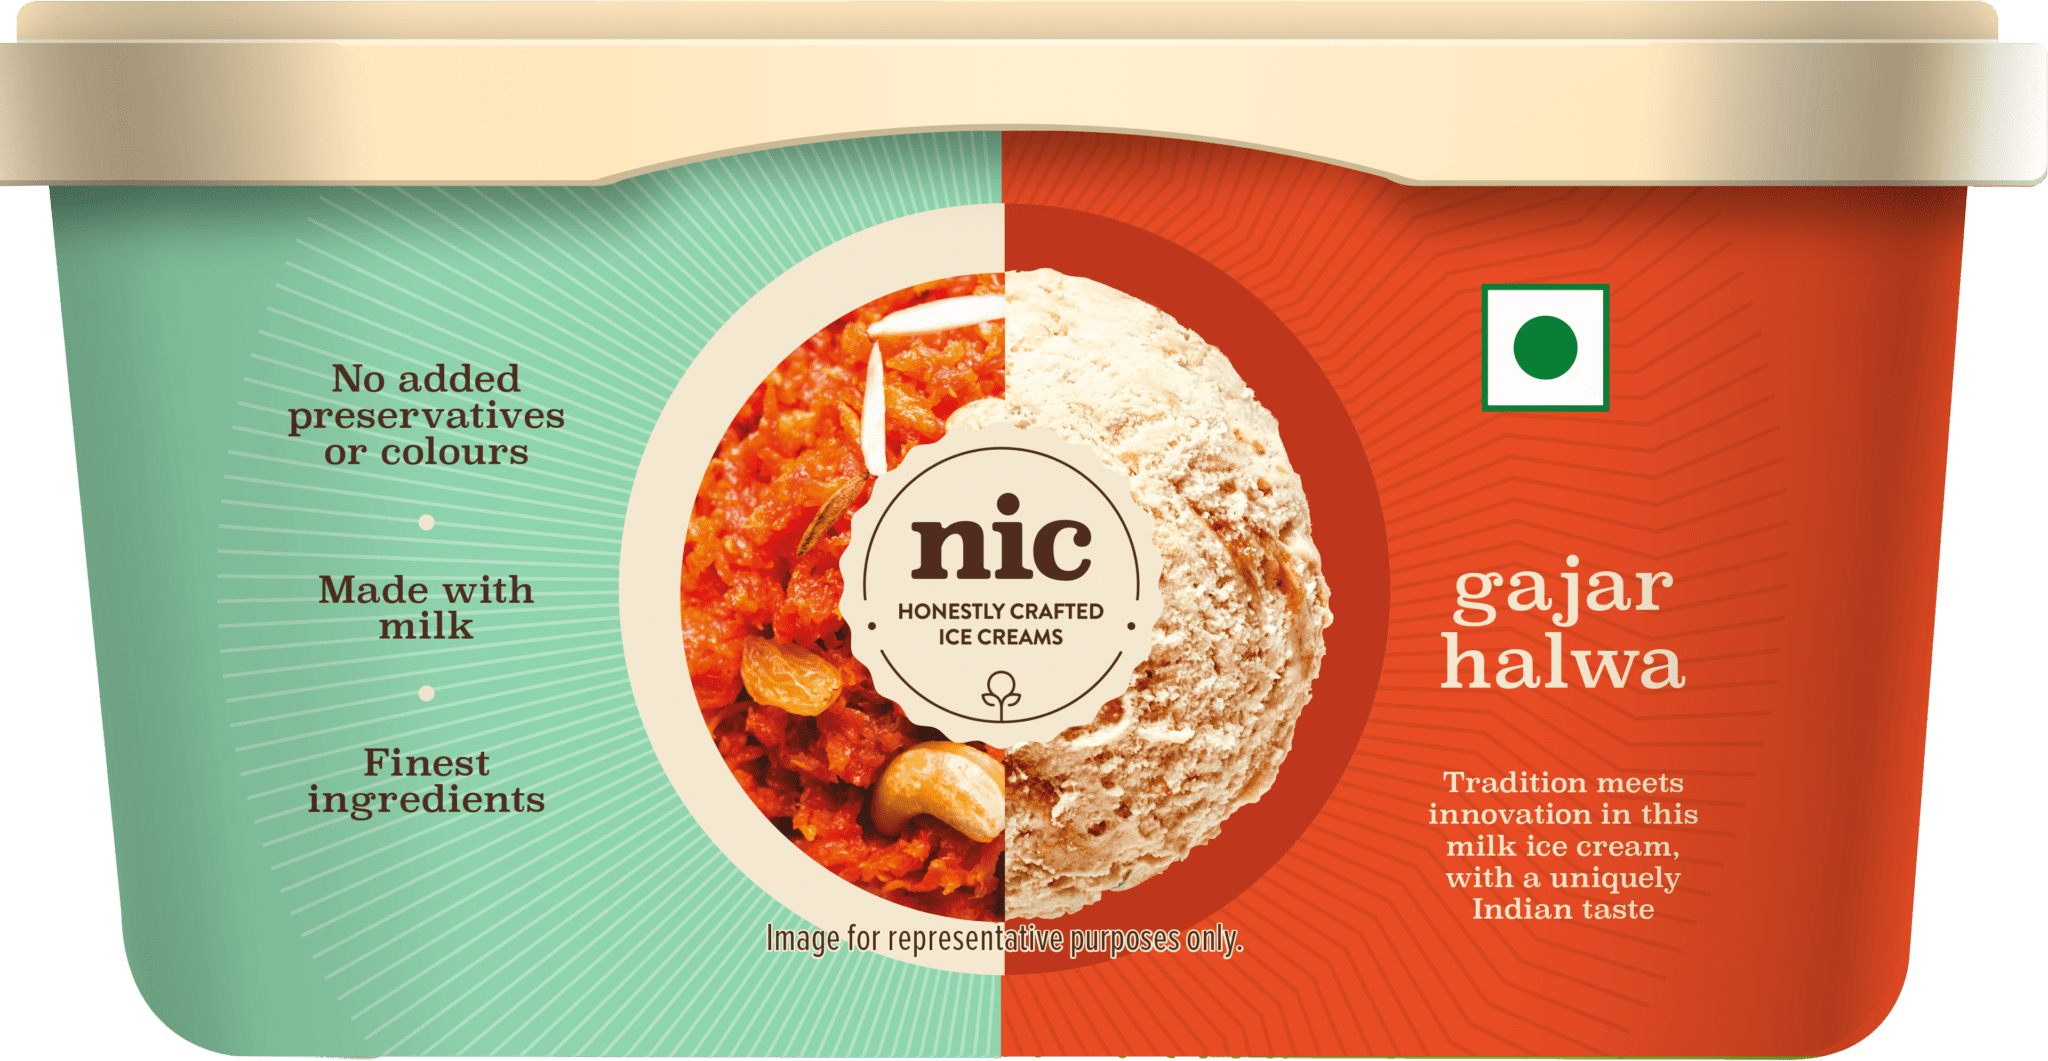 No added
preservatives
or colours
Made with
milk
Finest
ingredients
nic
HONESTLY CRAFTED
ICE CREAMS
gajar
halwa
Tradition meets
innovation in this
milk ice cream,
with a uniquely
Indian taste
Image for representative purposes only.